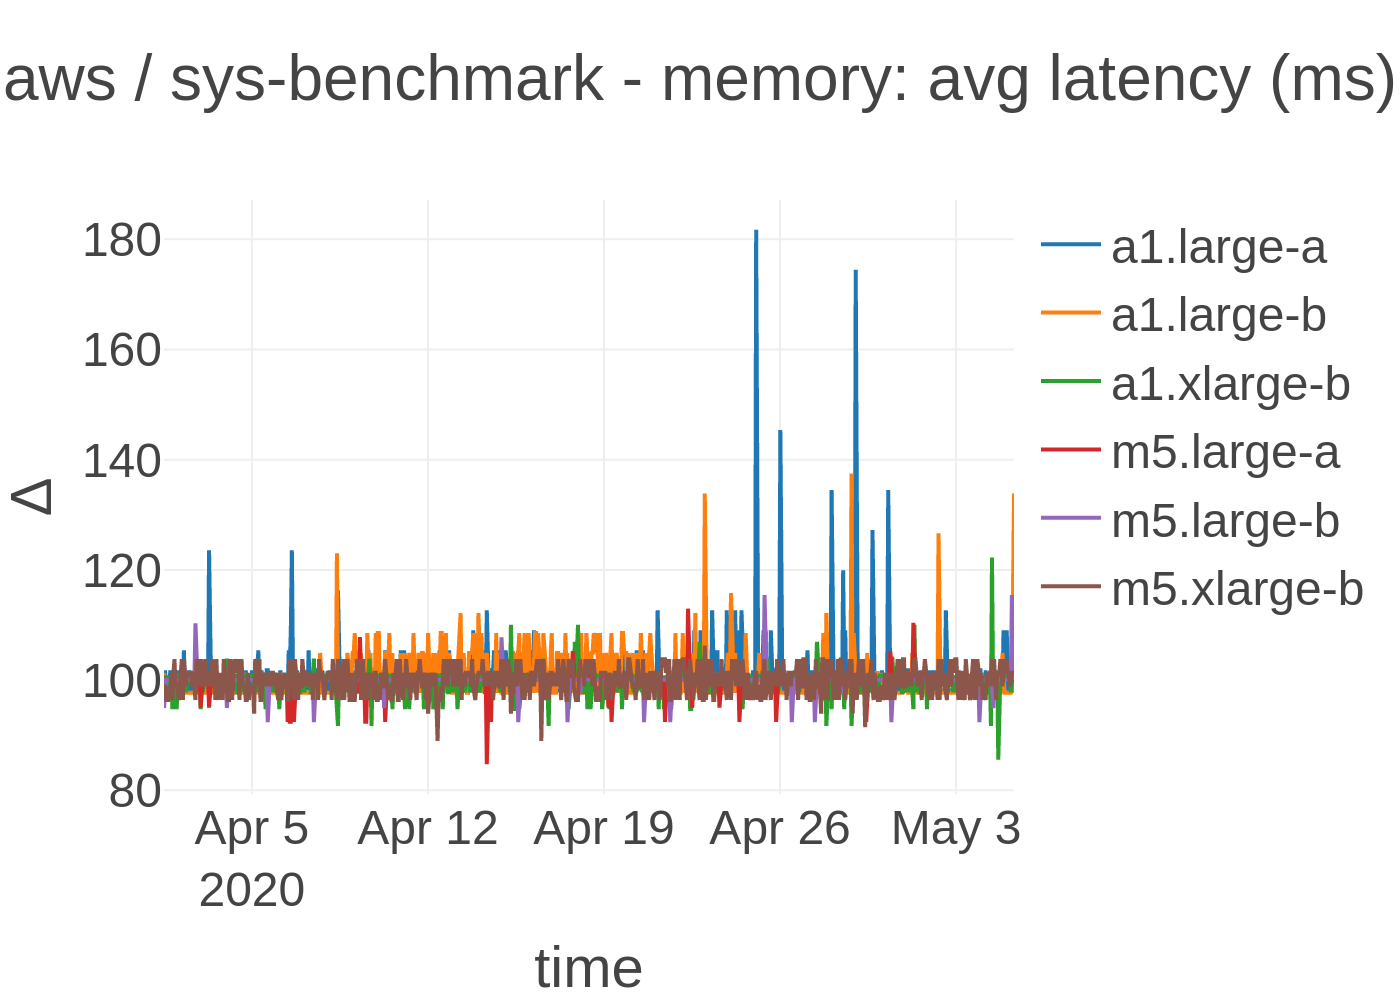 aws / sys-benchmark - memory: avg latency (ms)
180
160
140
120
100
80
Δ
Apr 5
2020
Apr 12
Apr 19
Apr 26
May 3
time
a1.large-a
a1.large-b
a1.xlarge-b
m5.large-a
m5.large-b
m5.xlarge-b